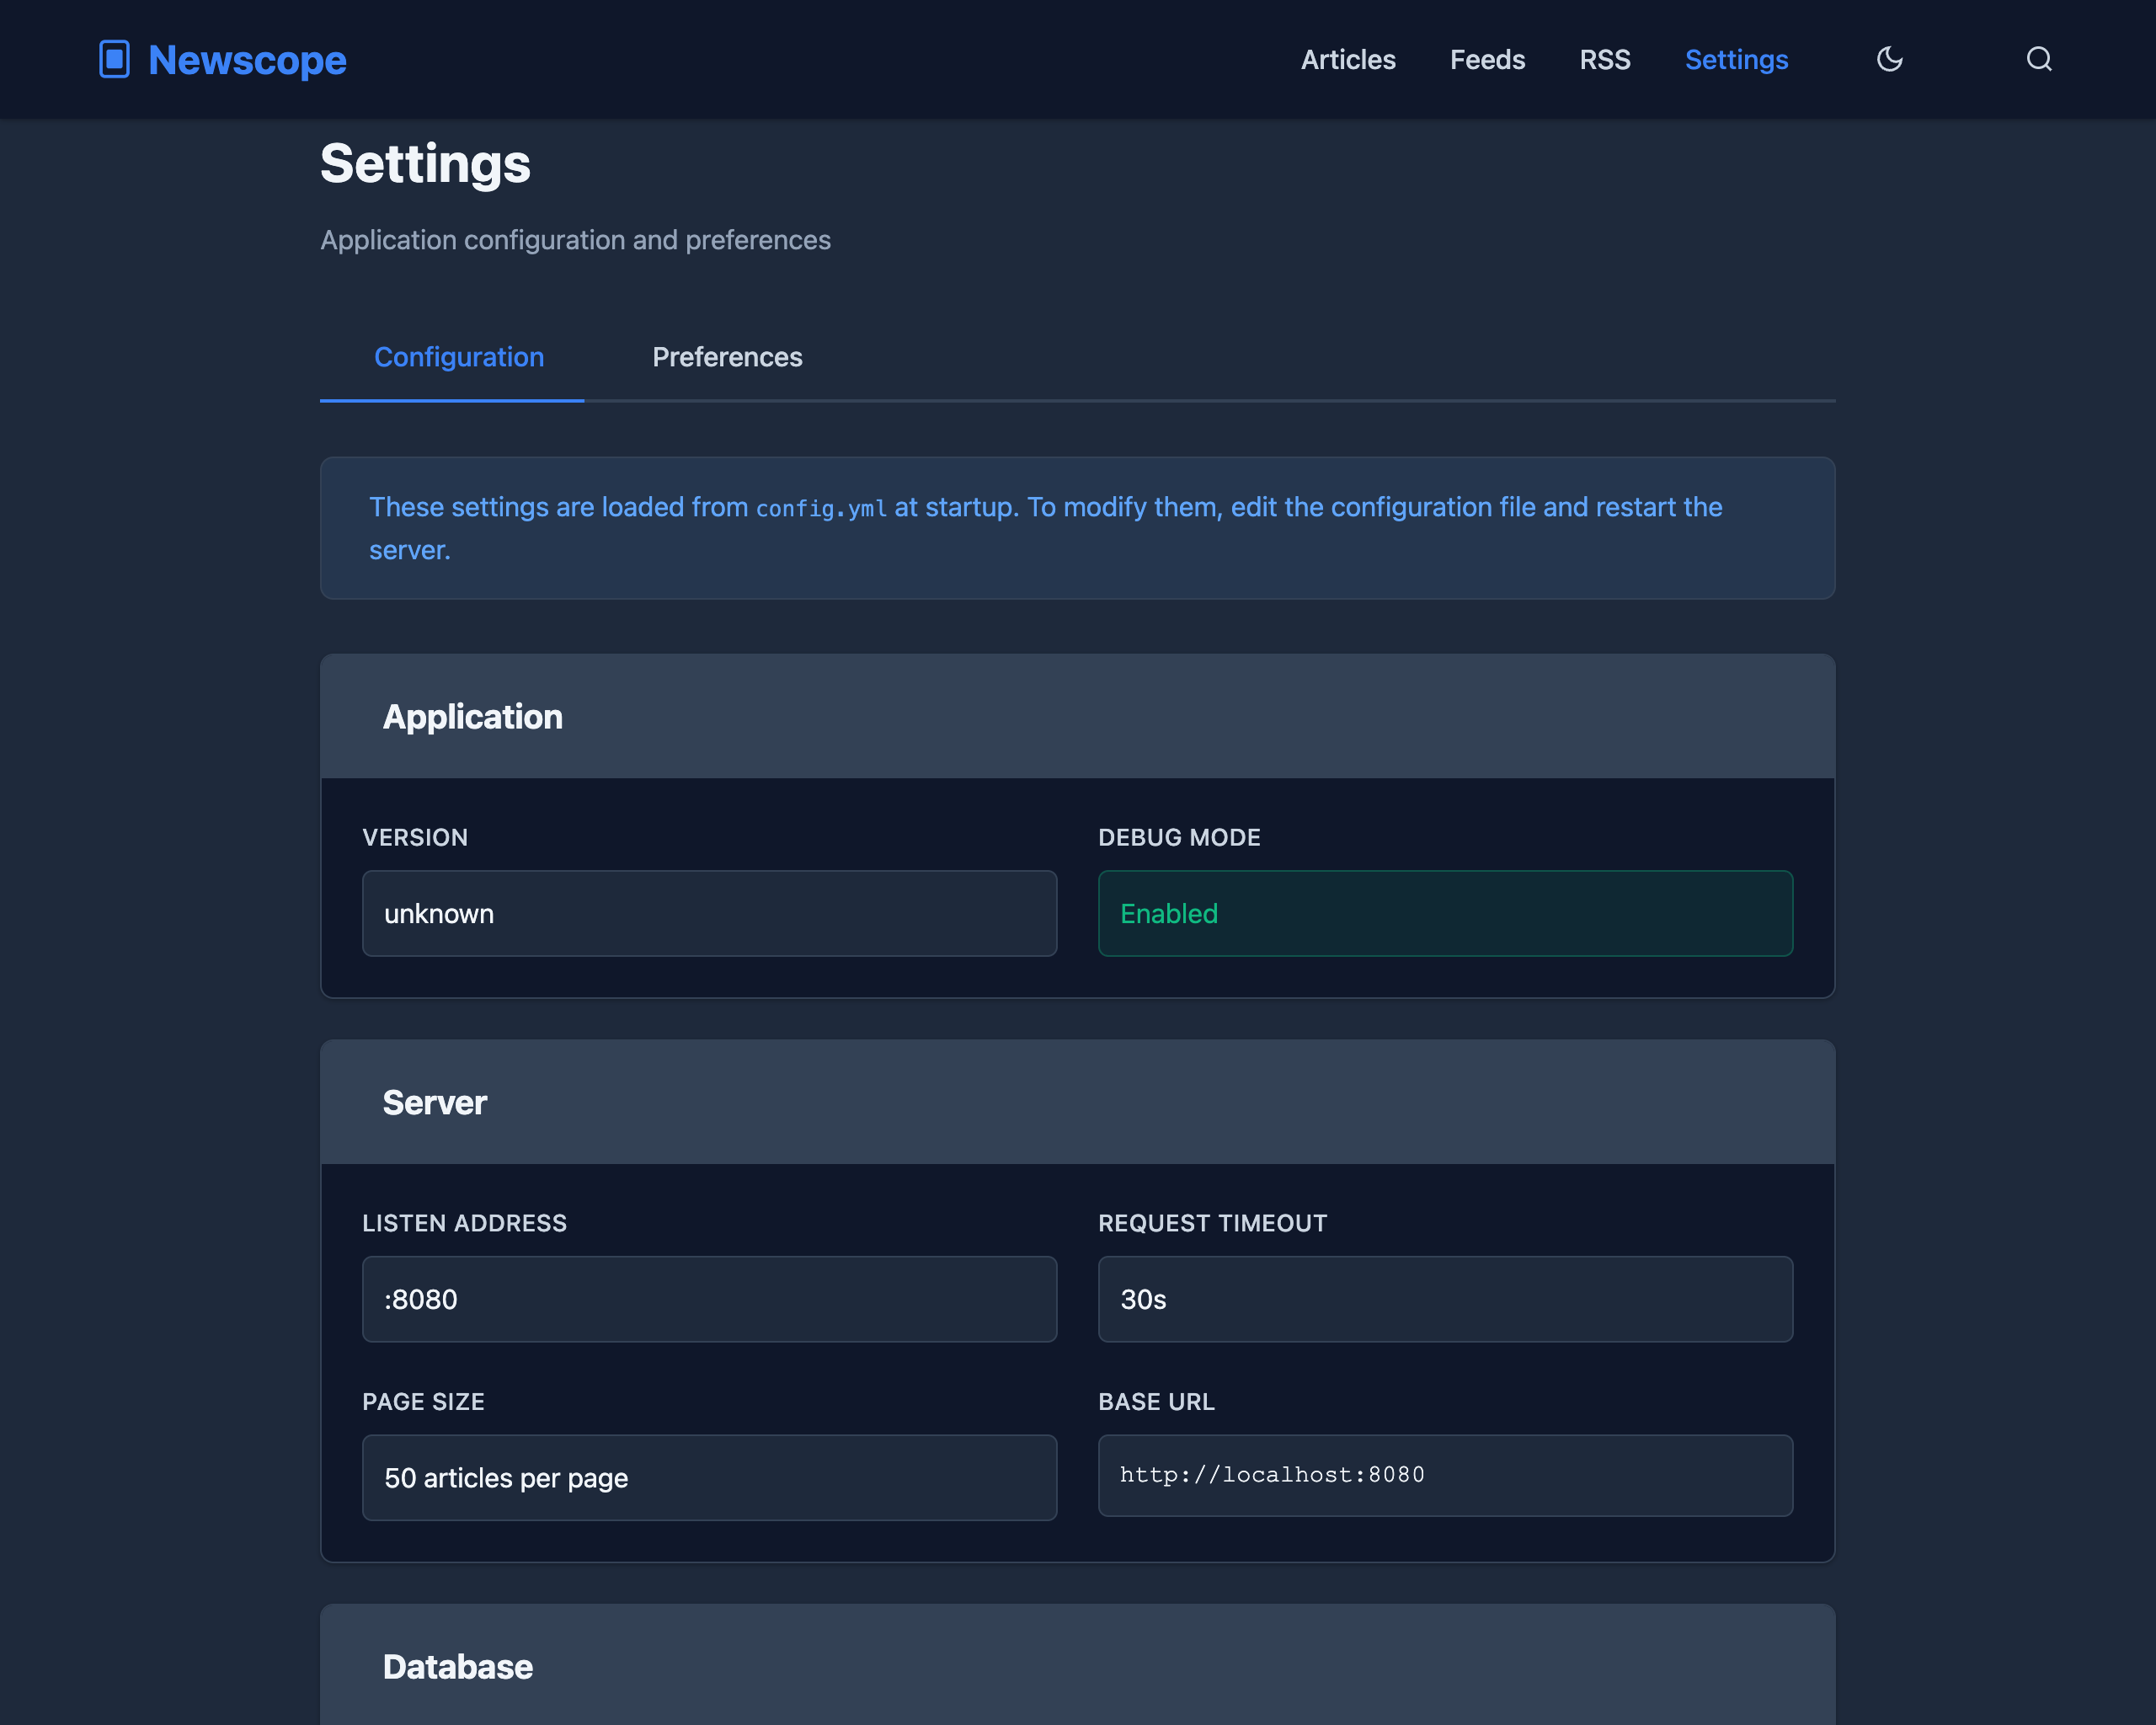 Newscope
Articles
Feeds
RSS
Settings
Settings
Application configuration and preferences
Configuration
Preferences
These settings are loaded from config.yml at startup. To modify them, edit the configuration file and restart the
server.
Application
VERSION
DEBUG MODE
unknown
Enabled
Server
LISTEN ADDRESS
REQUEST TIMEOUT
:8080
30s
PAGE SIZE
BASE URL
50 articles per page
http://localhost:8080
Database